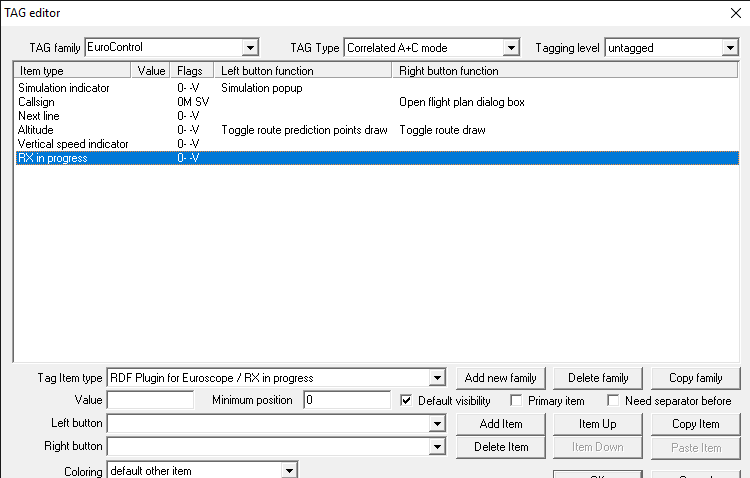 TAG editor
TAG family EuroControl TAG Type Correlated A+C mode Tagging level untagged
Item type Value Flags Left button function Right button function
Simulation indicator 0- -V Simulation popup
Callsign 0M SV Open flight plan dialog box
Next line 0- -V
Altitude 0- -V Toggle route prediction points draw Toggle route draw
Vertical speed indicator 0- -V
RX in progress 0- -V
Tag Item type RDF Plugin for Euroscope / RX in progress Add new family Delete family Copy family
Value Minimum position 0 Default visibility Primary item Need separator before
Left button Add Item Item Up Copy Item
Right button Delete Item Item Down Paste Item
Coloring default other item